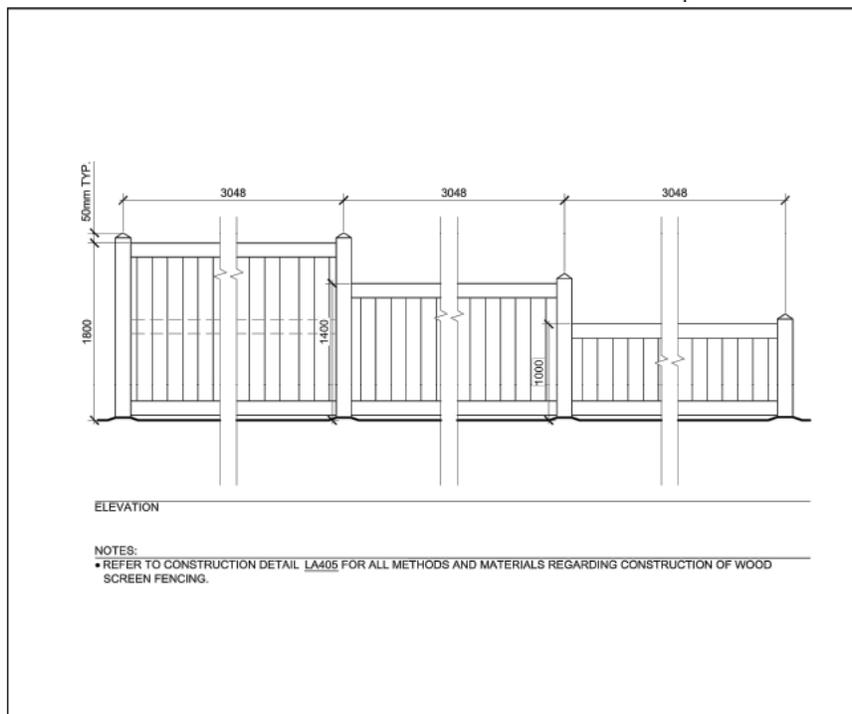 50mm TYP.
3048
3048
3048
1800
1400
1000
ELEVATION
NOTES:
• REFER TO CONSTRUCTION DETAIL LA405 FOR ALL METHODS AND MATERIALS REGARDING CONSTRUCTION OF WOOD
SCREEN FENCING.